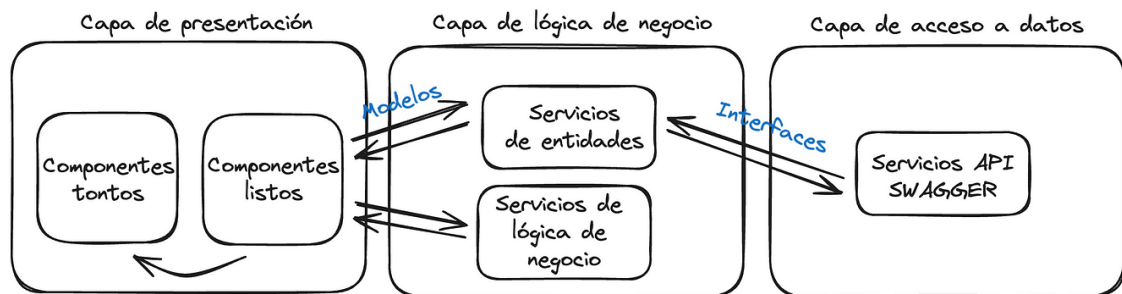 Capa de presentación
Capa de lógica de negocio
Capa de acceso a datos
Componentes
tontos
Componentes
listos
Modelos
Servicios
de entidades
Servicios de
lógica de
negocio
Interfaces
Servicios API
SWAGGER